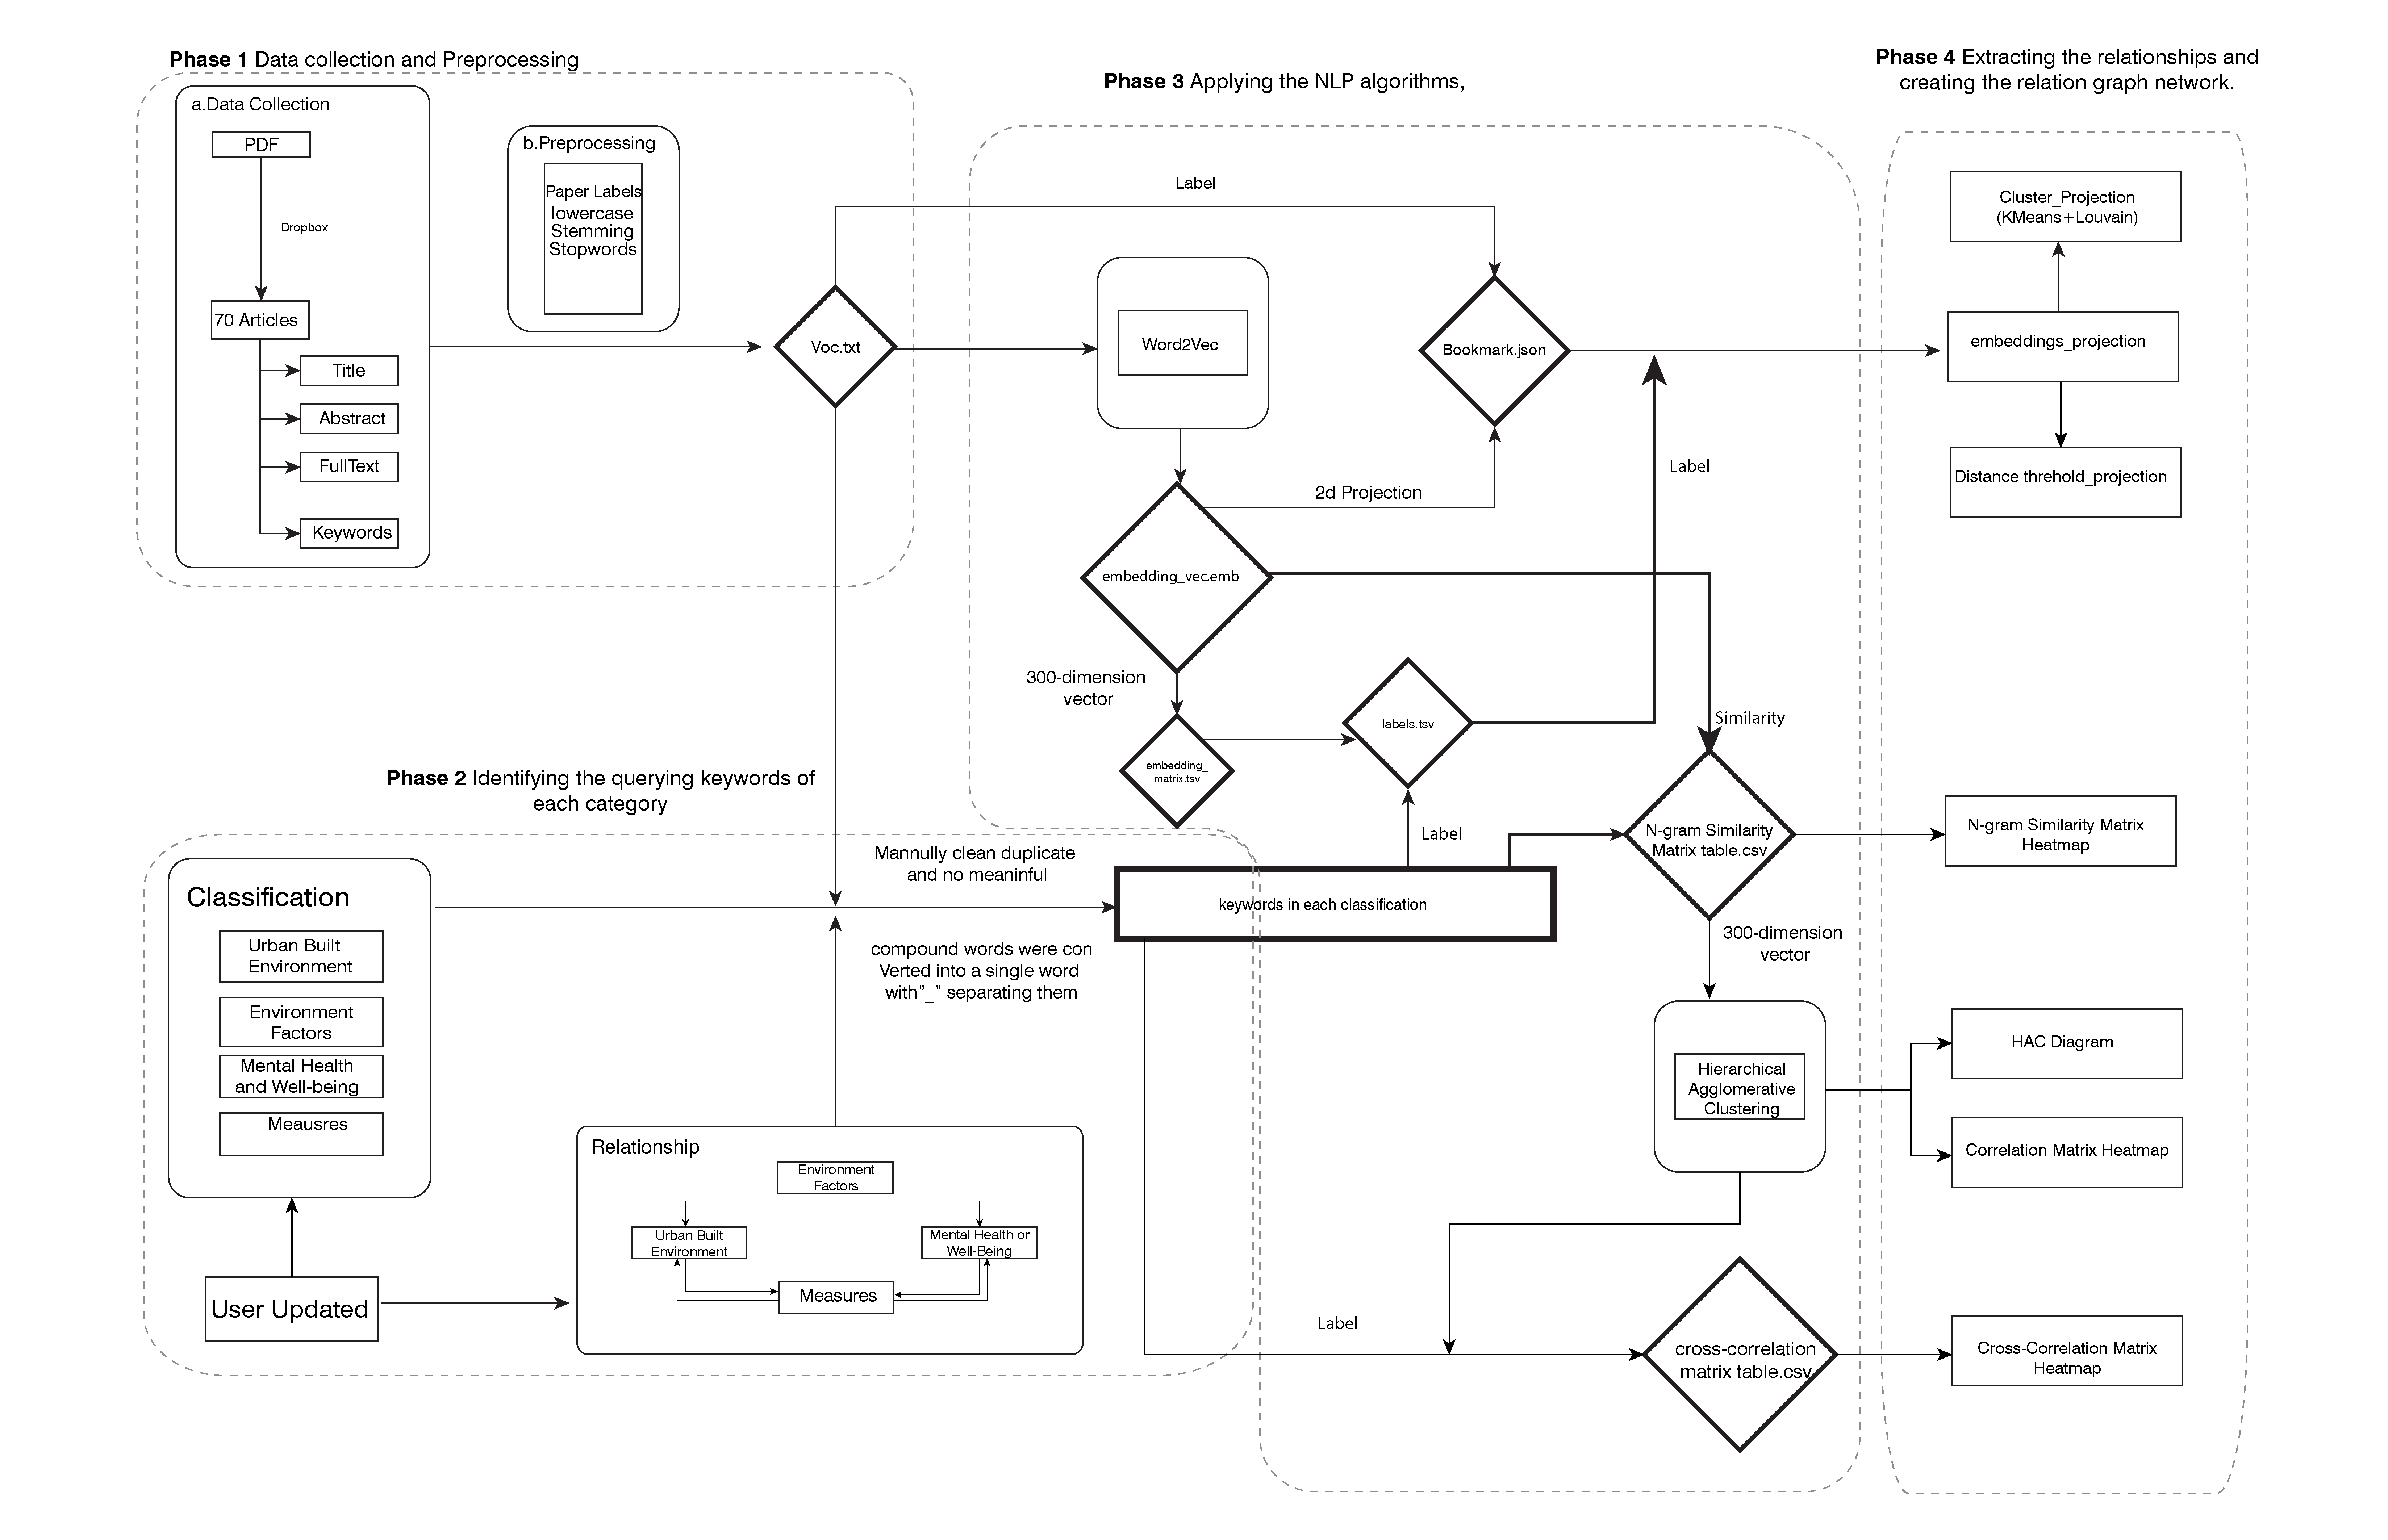 Phase 1 Data collection and Preprocessing
a.Data Collection
PDF
Dropbox
70 Articles
Title
Abstract
FullText
Keywords
b.Preprocessing
Paper Labels
lowercase
Stemming
Stopwords
Voc.txt
Phase 2 Identifying the querying keywords of
each category
Classification
Urban Built
Environment
Environment
Factors
Mental Health
and Well-being
Meausres
User Updated
Mannully clean duplicate
and no meaninful
compound words were con
Verted into a single word
with”_” separating them
Relationship
Environment
Factors
Urban Built
Environment
Mental Health or
Well-Being
Measures
Phase 3 Applying the NLP algorithms,
Label
Word2Vec
Bookmark.json
2d Projection
Label
embedding_vec.emb
300-dimension
vector
embedding_
matrix.tsv
labels.tsv
Similarity
Label
N-gram Similarity
Matrix table.csv
keywords in each classification
300-dimension
vector
Hierarchical
Agglomerative
Clustering
Label
cross-correlation
matrix table.csv
Phase 4 Extracting the relationships and
creating the relation graph network.
Cluster_Projection
(KMeans+Louvain)
embeddings_projection
Distance threhold_projection
N-gram Similarity Matrix
Heatmap
HAC Diagram
Correlation Matrix Heatmap
Cross-Correlation Matrix
Heatmap